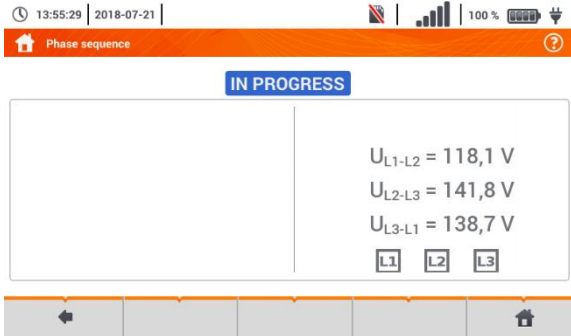 13:55:29 2018-07-21 100 %
Phase sequence ?
IN PROGRESS
UL1-L2 = 118,1 V
UL2-L3 = 141,8 V
UL3-L1 = 138,7 V
L1 L2 L3